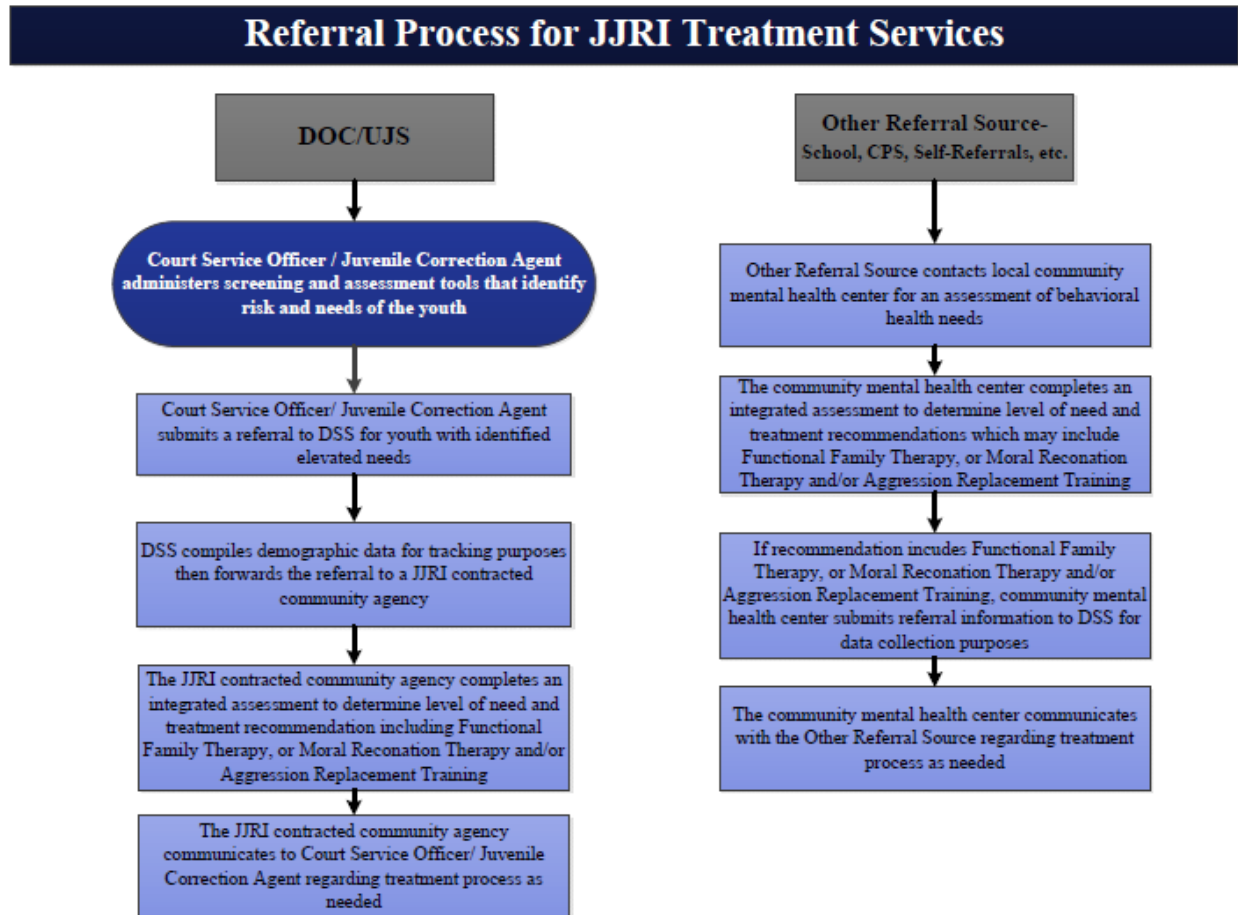 Referral Process for JJRI Treatment Services
DOC/UJS
Court Service Officer / Juvenile Correction Agent
administers screening and assessment tools that identify
risk and needs of the youth
Court Service Officer/ Juvenile Correction Agent
submits a referral to DSS for youth with identified
elevated needs
DSS compiles demographic data for tracking purposes
then forwards the referral to a JJRI contracted
community agency
The JJRI contracted community agency completes an
integrated assessment to determine level of need and
treatment recommendation including Functional
Family Therapy, or Moral Reconation Therapy and/or
Aggression Replacement Training
The JJRI contracted community agency
communicates to Court Service Officer/ Juvenile
Correction Agent regarding treatment process as
needed
Other Referral Source-
School, CPS, Self-Referrals, etc.
Other Referral Source contacts local community
mental health center for an assessment of behavioral
health needs
The community mental health center completes an
integrated assessment to determine level of need and
treatment recommendations which may include
Functional Family Therapy, or Moral Reconation
Therapy and/or Aggression Replacement Training
If recommendation incudes Functional Family
Therapy, or Moral Reconation Therapy and/or
Aggression Replacement Training, community mental
health center submits referral information to DSS for
data collection purposes
The community mental health center communicates
with the Other Referral Source regarding treatment
process as needed